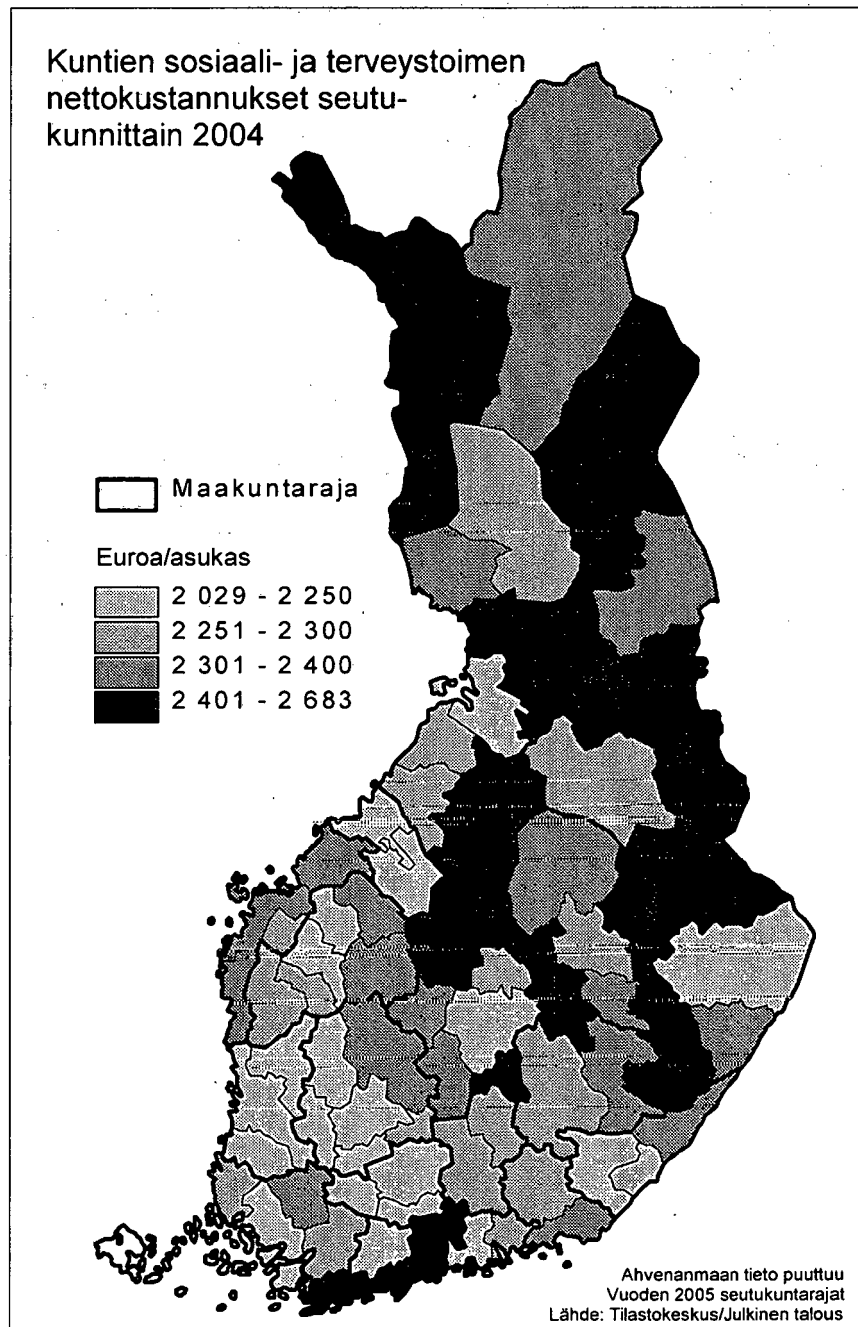 Kuntien sosiaali- ja terveystoimen
nettokustannukset seutu-
kunnittain 2004
Maakuntaraja
Euroa/asukas
2 029 - 2 250
2 251 - 2 300
2 301 - 2 400
2 401 - 2 683
Ahvenanmaan tieto puuttuu
Vuoden 2005 seutukuntarajat
Lähde: Tilastokeskus/Julkinen talous